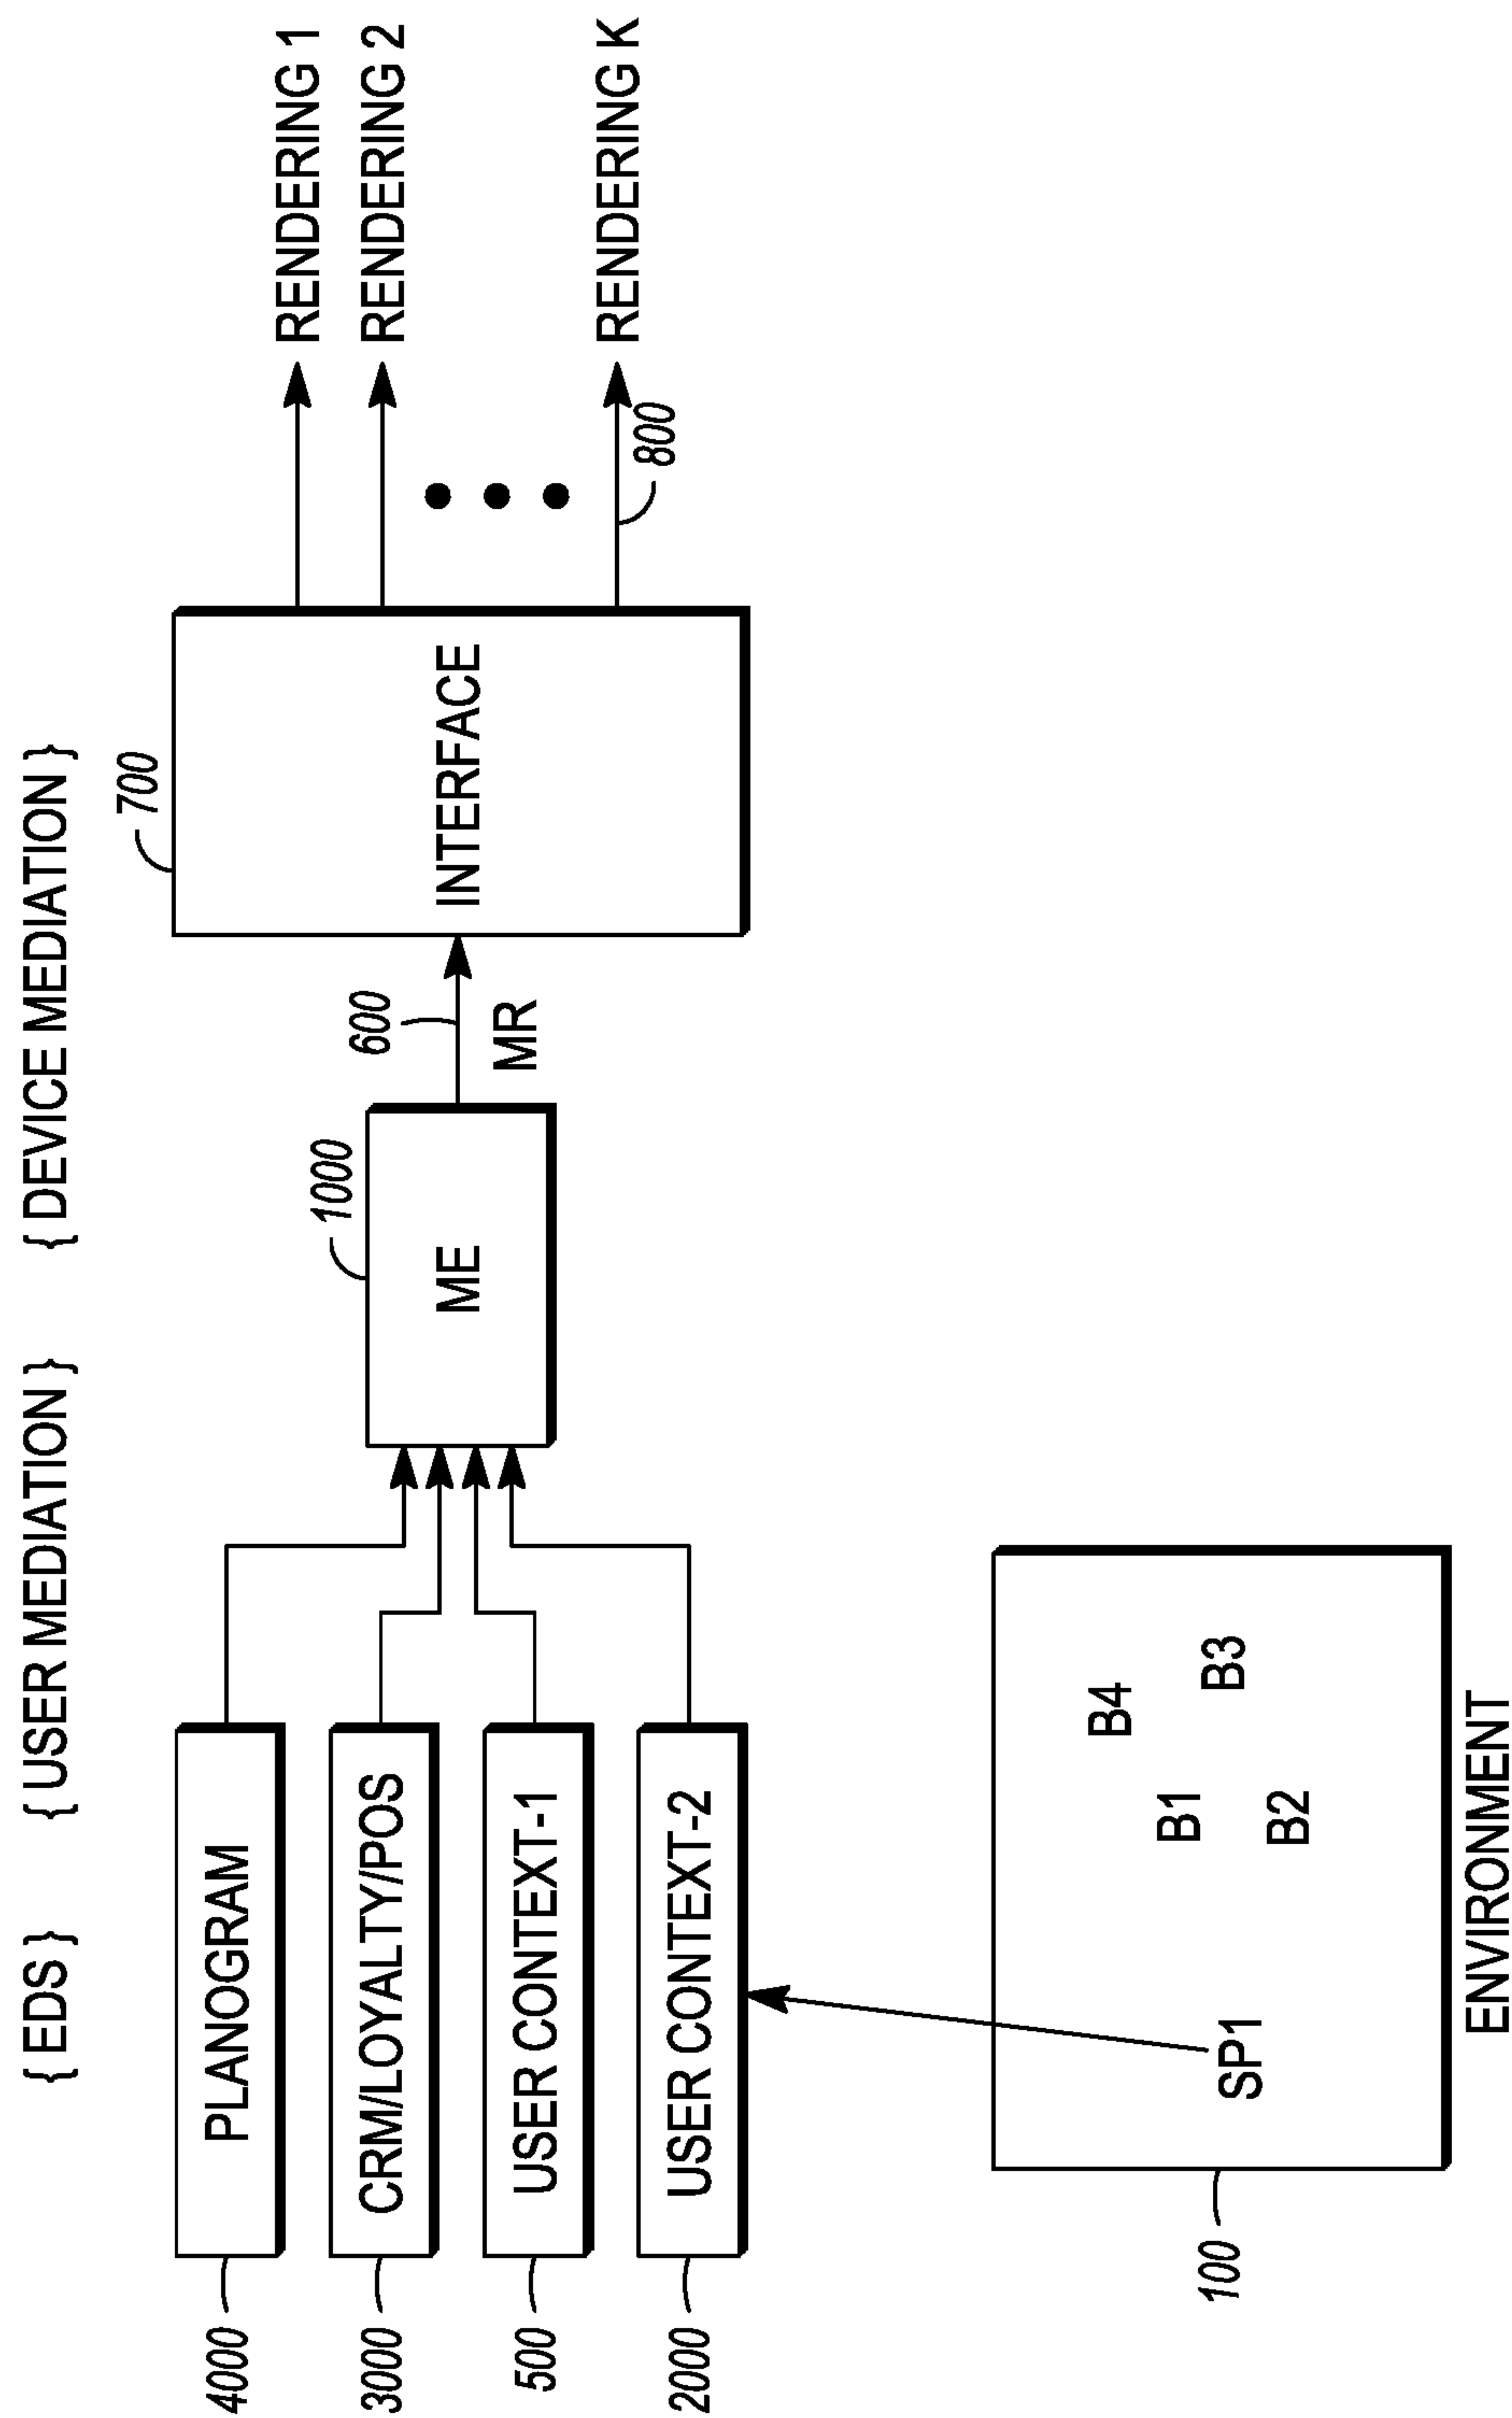 { EDS } { USER MEDIATION } { DEVICE MEDIATION }
4000
PLANOGRAM
3000
CRM/LOYALTY/POS
500
USER CONTEXT-1
2000
USER CONTEXT-2
1000
ME
600
MR
700
INTERFACE
RENDERING 1
RENDERING 2
RENDERING K
800
100
SP1
B4
B1
B3
B2
ENVIRONMENT